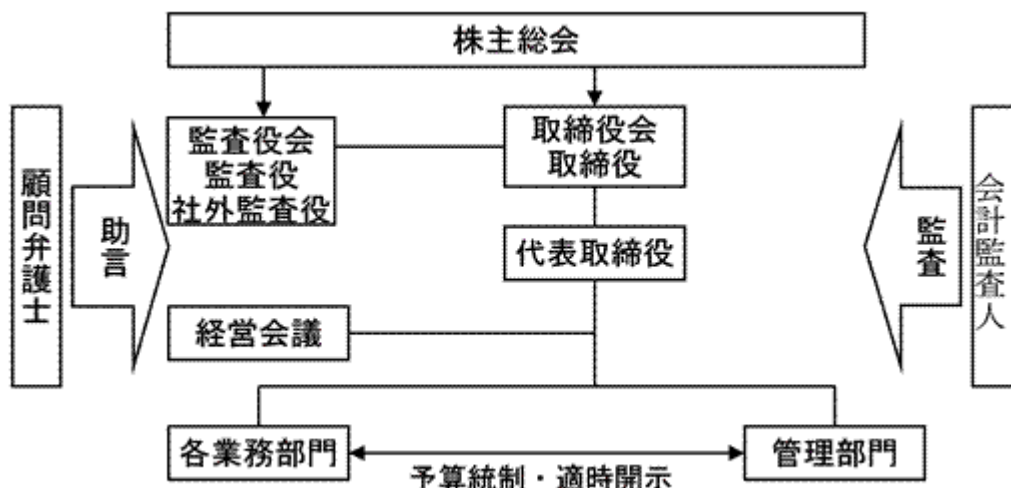 株主総会
監査役会
監査役
社外監査役
取締役会
取締役
顧問弁護士
助言
代表取締役
監査
会計監査人
経営会議
各業務部門
管理部門
予算統制・適時開示